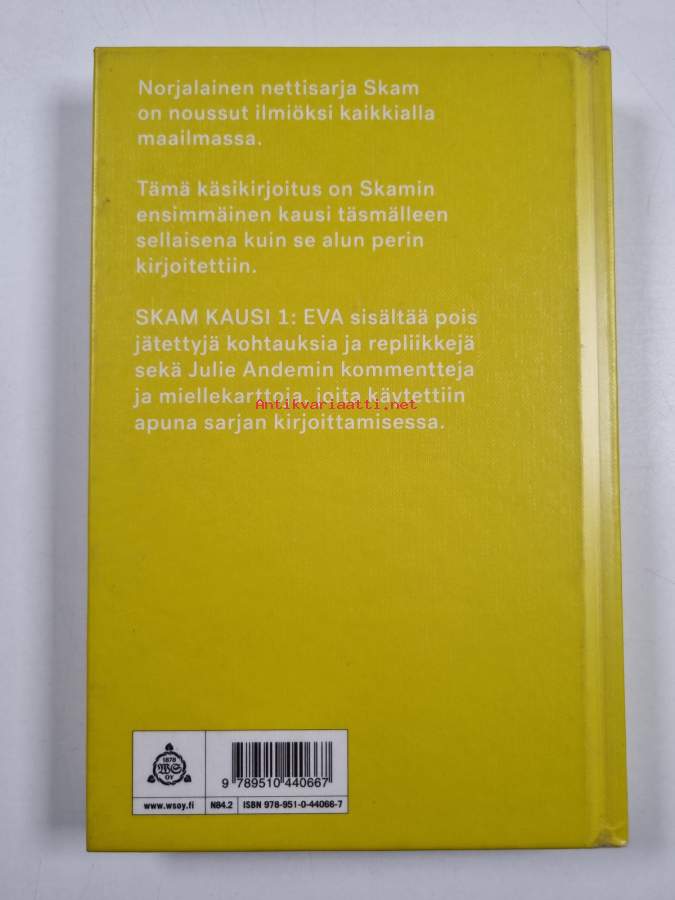 Norjalainen nettisarja Skam
on noussut ilmiöksi kaikkialla
maailmassa.
Tämä käsikirjoitus on Skamin
ensimmäinen kausi täsmälleen
sellaisena kuin se alun perin
kirjoitettiin.
SKAM KAUSI 1: EVA sisältää pois
jätettyjä kohtauksia ja repliikkejä
sekä Julie Andemin kommentteja
ja miellekarttoja, joita käytettiin
Antikvariaatti.net
apuna sarjan kirjoittamisessa.
1878
WS
OY
9 789510 440667
www.wsoy.fi N84.2 ISBN 978-951-0-44066-7